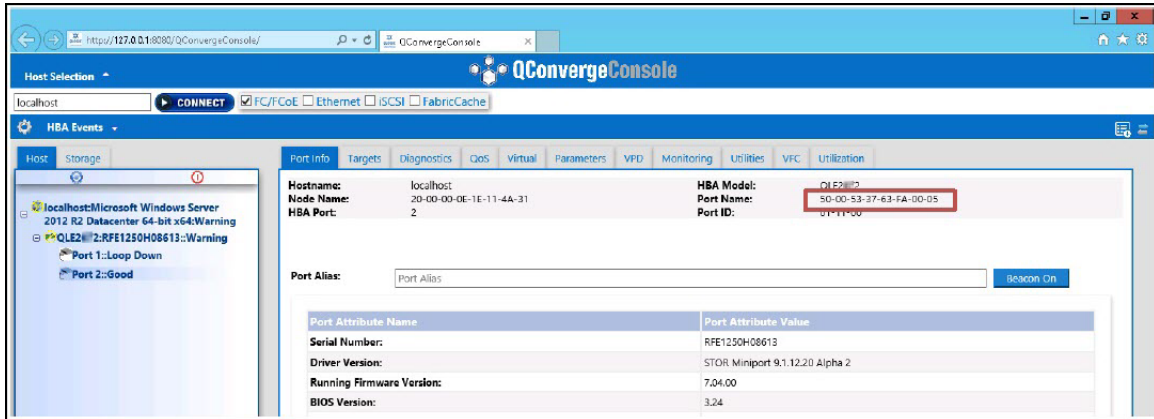 http://127.0.0.1:8080/QConvergeConsole/
QConvergeConsole
Host Selection
QConvergeConsole
localhost
CONNECT
FC/FCoE Ethernet iSCSI FabricCache
HBA Events
Host Storage
Port Info Targets Diagnostics QoS Virtual Parameters VPD Monitoring Utilities VFC Utilization
localhost:Microsoft Windows Server
2012 R2 Datacenter 64-bit x64:Warning
2:RFE1250H08613::Warning
Port 1::Loop Down
Port 2::Good
Hostname: localhost
Node Name: 20-00-00-0E-1E-11-4A-31
HBA Port: 2
HBA Model:
Port Name: 50-00-53-37-63-FA-00-05
Port ID: 01-11-00
Port Alias: Port Alias Beacon On
Port Attribute Name Port Attribute Value
Serial Number: RFE1250H08613
Driver Version: STOR Miniport 9.1.12.20 Alpha 2
Running Firmware Version: 7.04.00
BIOS Version: 3.24